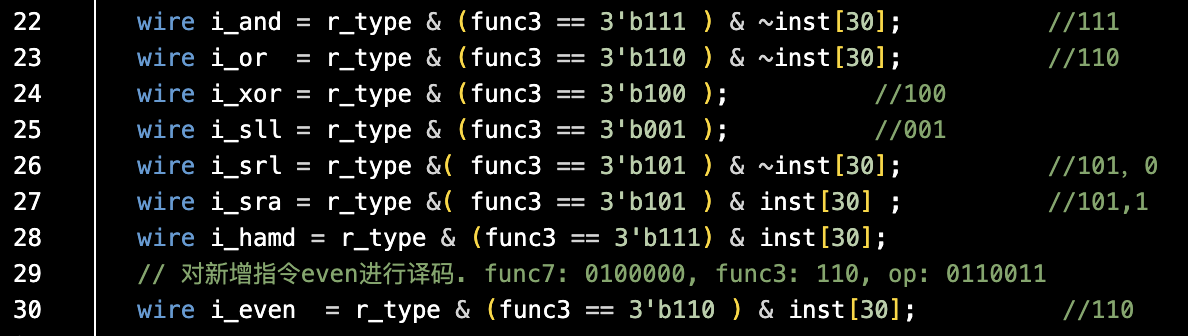 22 wire i_and = r_type & (func3 == 3'b111 ) & ~inst[30]; //111
23 wire i_or  = r_type & (func3 == 3'b110 ) & ~inst[30]; //110
24 wire i_xor = r_type & (func3 == 3'b100 ); //100
25 wire i_sll = r_type & (func3 == 3'b001 ); //001
26 wire i_srl = r_type &( func3 == 3'b101 ) & ~inst[30]; //101, 0
27 wire i_sra = r_type &( func3 == 3'b101 ) & inst[30] ; //101,1
28 wire i_hamd = r_type & (func3 == 3'b111) & inst[30];
29 // 对新增指令even进行译码. func7: 0100000, func3: 110, op: 0110011
30 wire i_even  = r_type & (func3 == 3'b110 ) & inst[30]; //110